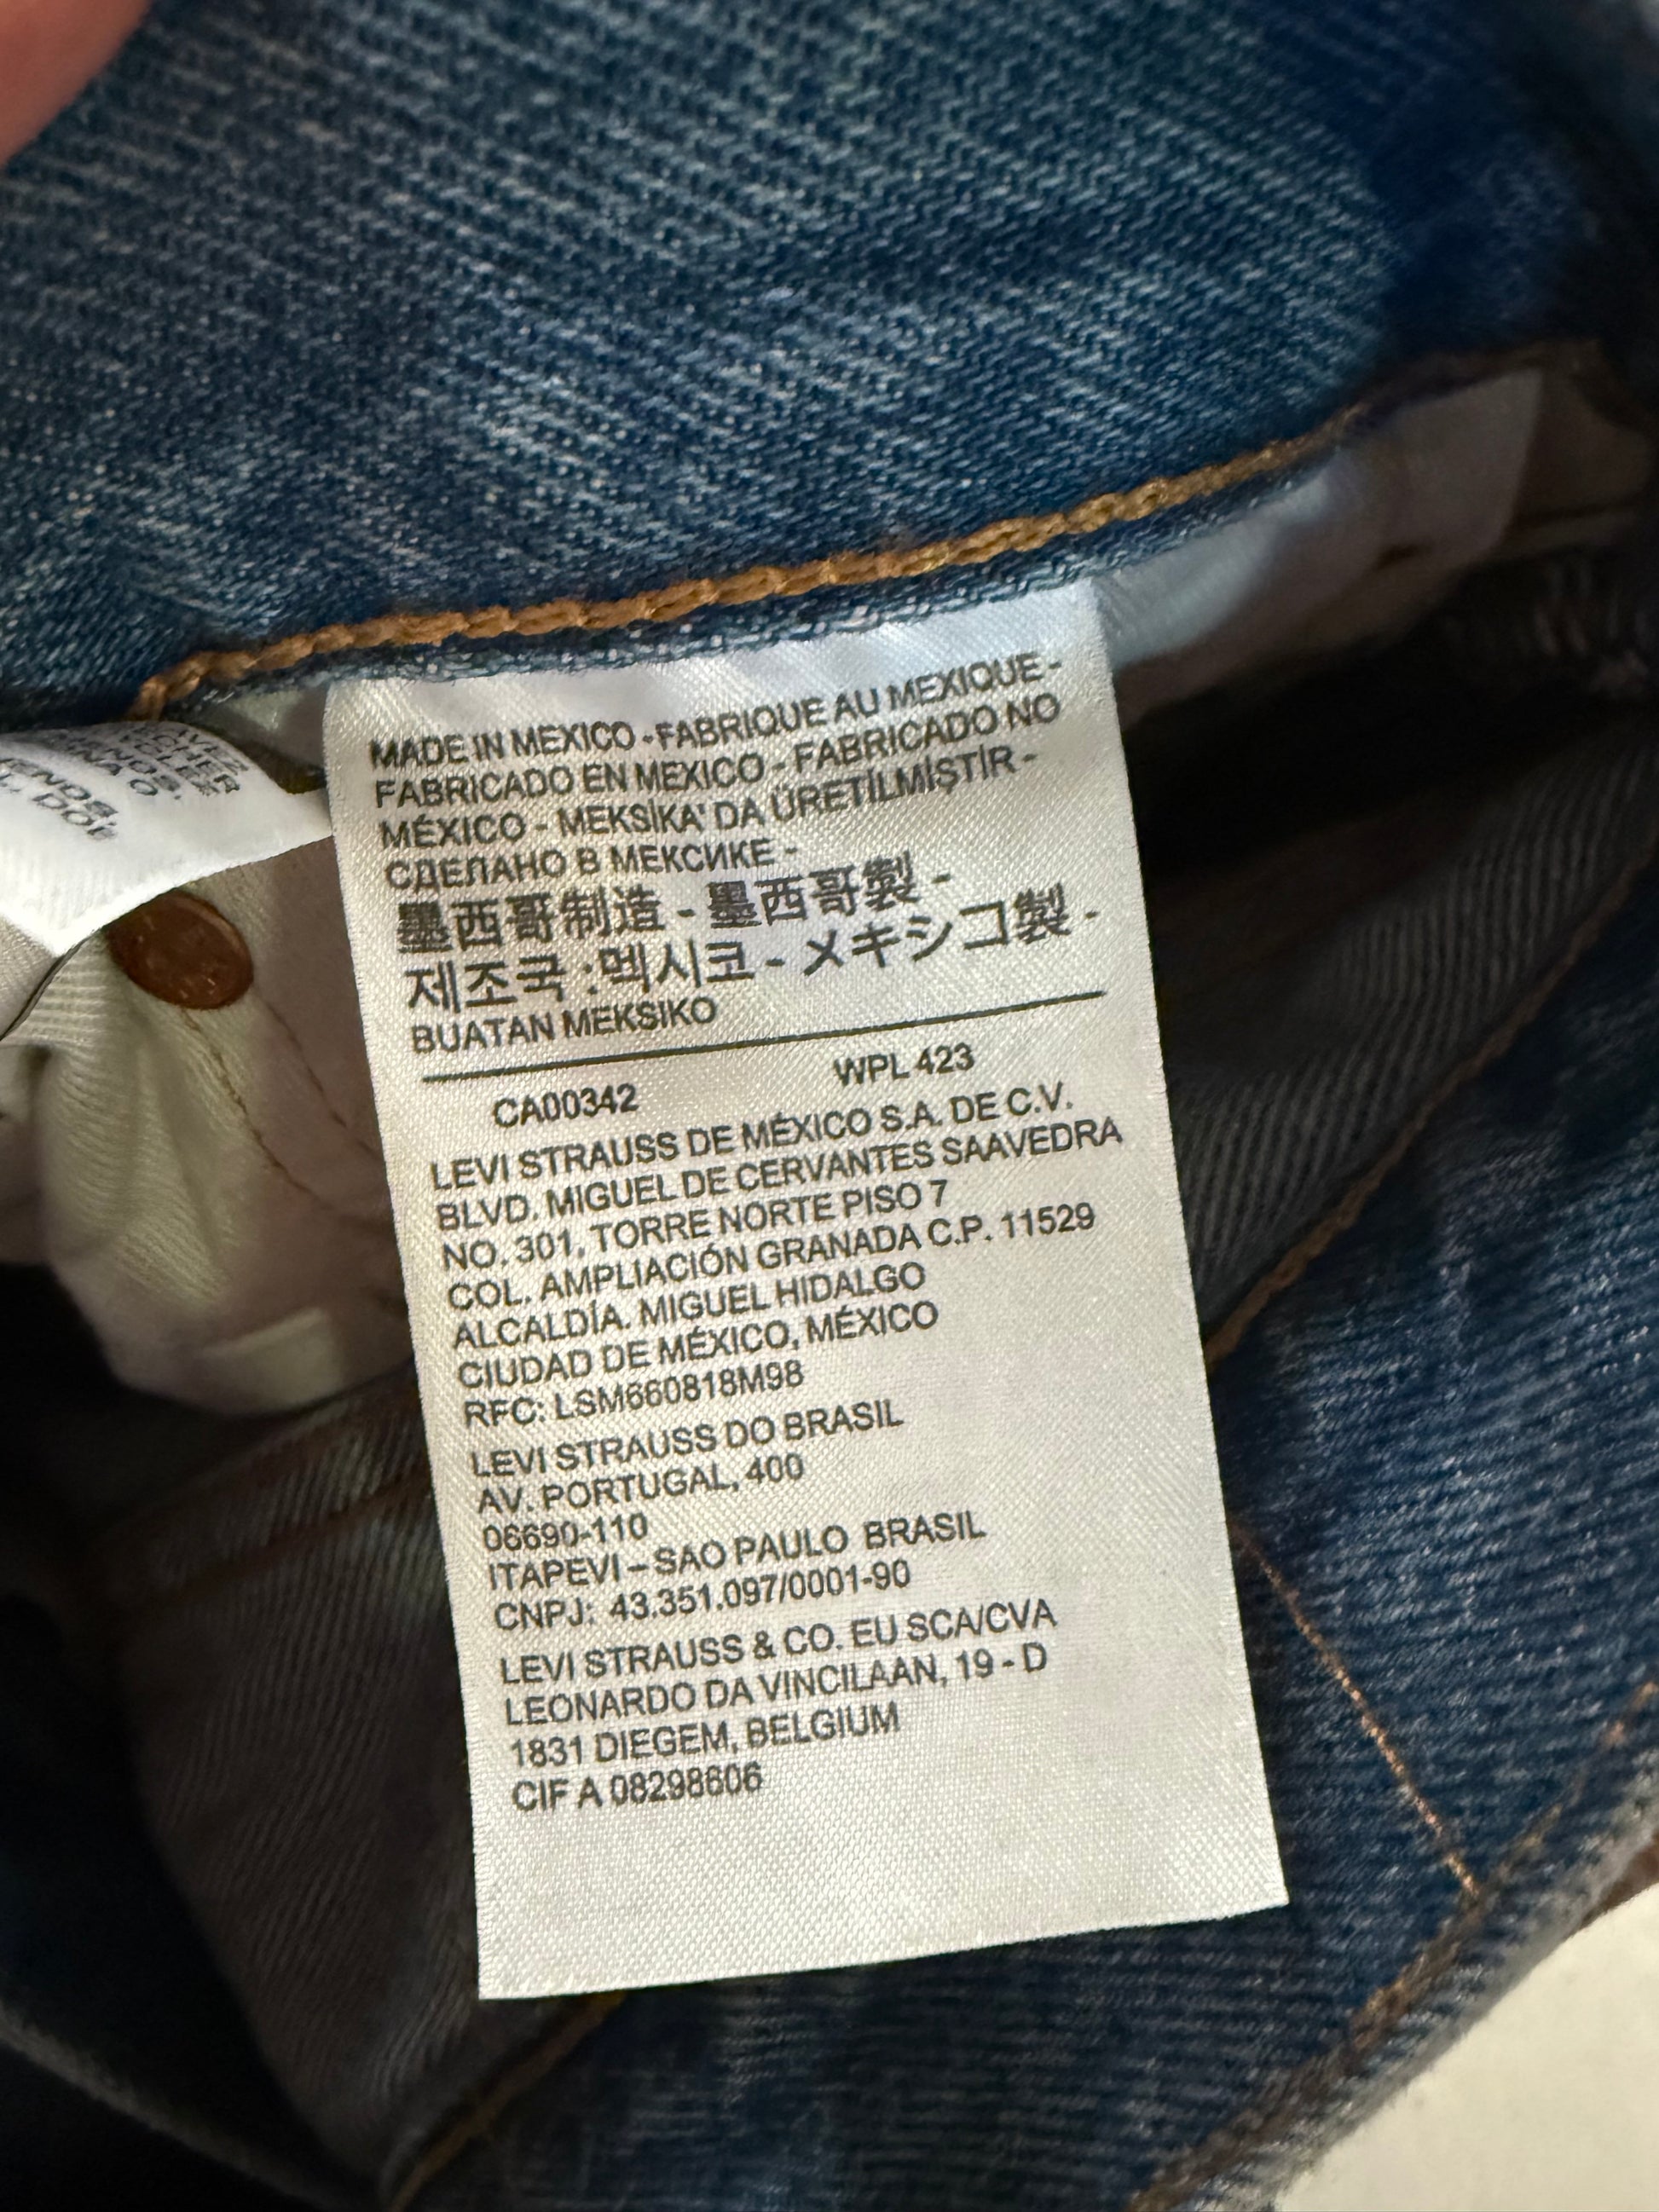 MADE IN MEXICO - FABRIQUE AU MEXIQUE -
FABRICADO EN MEXICO - FABRICADO NO
MÉXICO - MEKSİKA' DA ÜRETİLMİŞTİR -
СДЕЛАНО В МЕКСИКЕ -
墨西哥制造 - 墨西哥製 -
제조국 :멕시코 - メキシコ製 -
BUATAN MEKSIKO
CA00342 WPL 423
LEVI STRAUSS DE MÉXICO S.A. DE C.V.
BLVD. MIGUEL DE CERVANTES SAAVEDRA
NO. 301, TORRE NORTE PISO 7
COL. AMPLIACIÓN GRANADA C.P. 11529
ALCALDÍA. MIGUEL HIDALGO
CIUDAD DE MÉXICO, MÉXICO
RFC: LSM660818M98
LEVI STRAUSS DO BRASIL
AV. PORTUGAL, 400
06690-110
ITAPEVI – SAO PAULO BRASIL
CNPJ: 43.351.097/0001-90
LEVI STRAUSS & CO. EU SCA/CVA
LEONARDO DA VINCILAAN, 19 - D
1831 DIEGEM, BELGIUM
CIF A 08298606